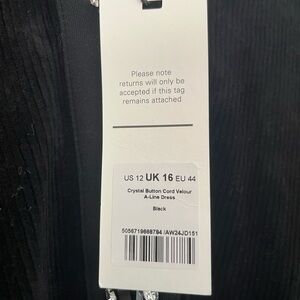 Please note
returns will only be
accepted if this tag
remains attached
US 12 UK 16 EU 44
Crystal Button Cord Velour
A-Line Dress
Black
5056719668784 /AW24JD151